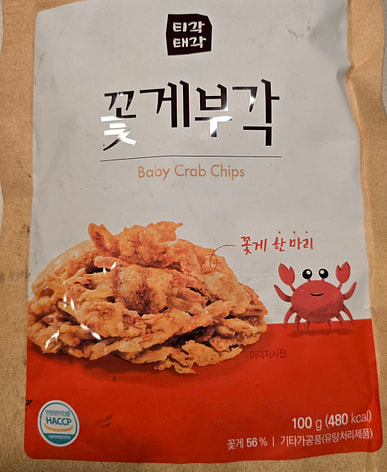 티각
태각
꽃게부각
Baby Crab Chips
꽃게 한 마리
이미지사진
HACCP
100 g (480 kcal)
꽃게 56 % | 기타가공품(유탕처리제품)